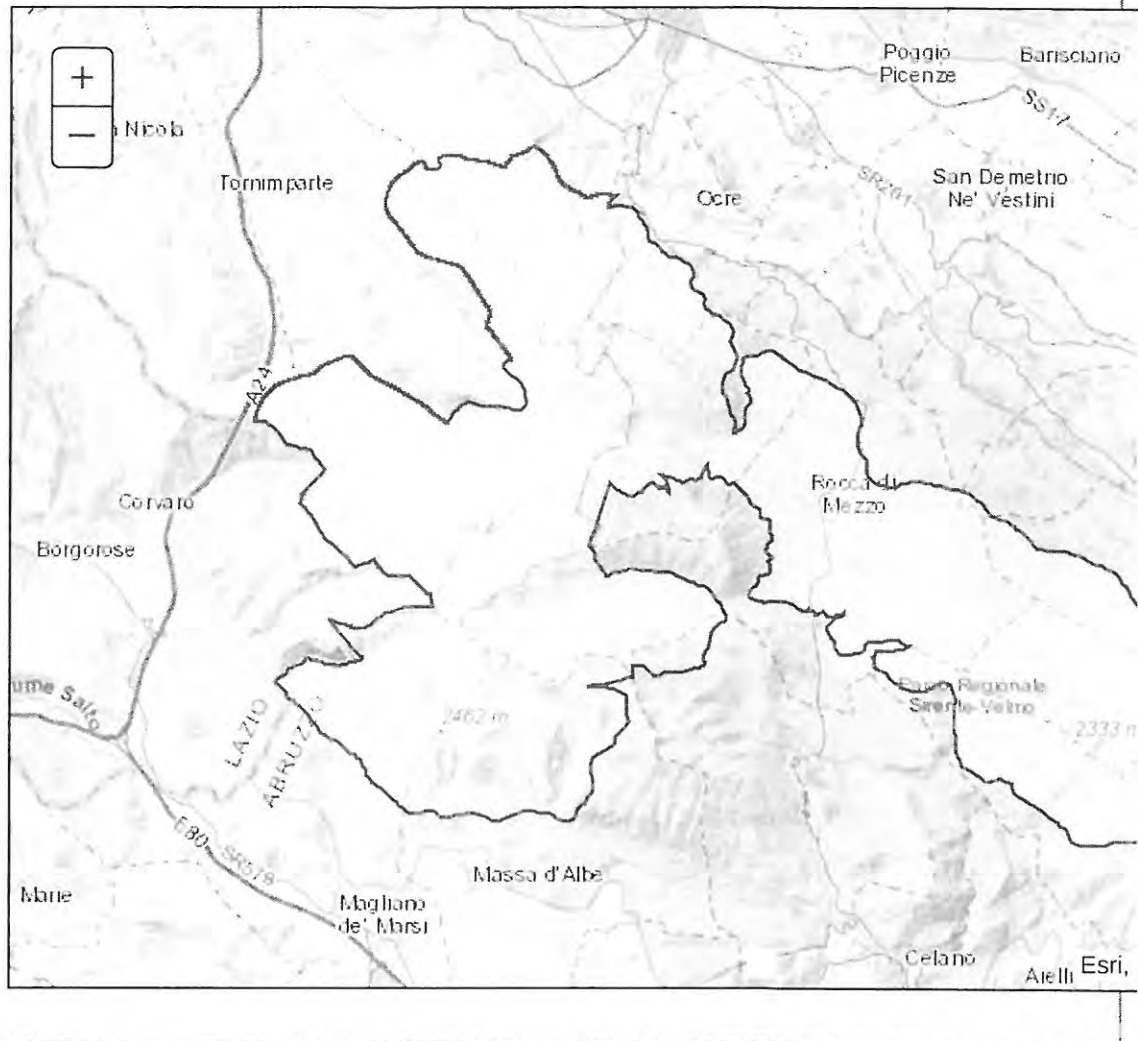 +
−
Nicola
Tornimparte
Poggio
Picenze
Barisciano
SS17
SR261
San Demetrio
Ne' Vestini
Ocre
A24
Corvaro
Borgorose
Rocca di
Mezzo
ume Salto
LAZIO
ABRUZZO
2462 m
Parco Regionale
Sirente-Velino
2333 m
E80
SR578
Massa d'Albe
Magliano
de' Marsi
Celano
Aielli
Esri,